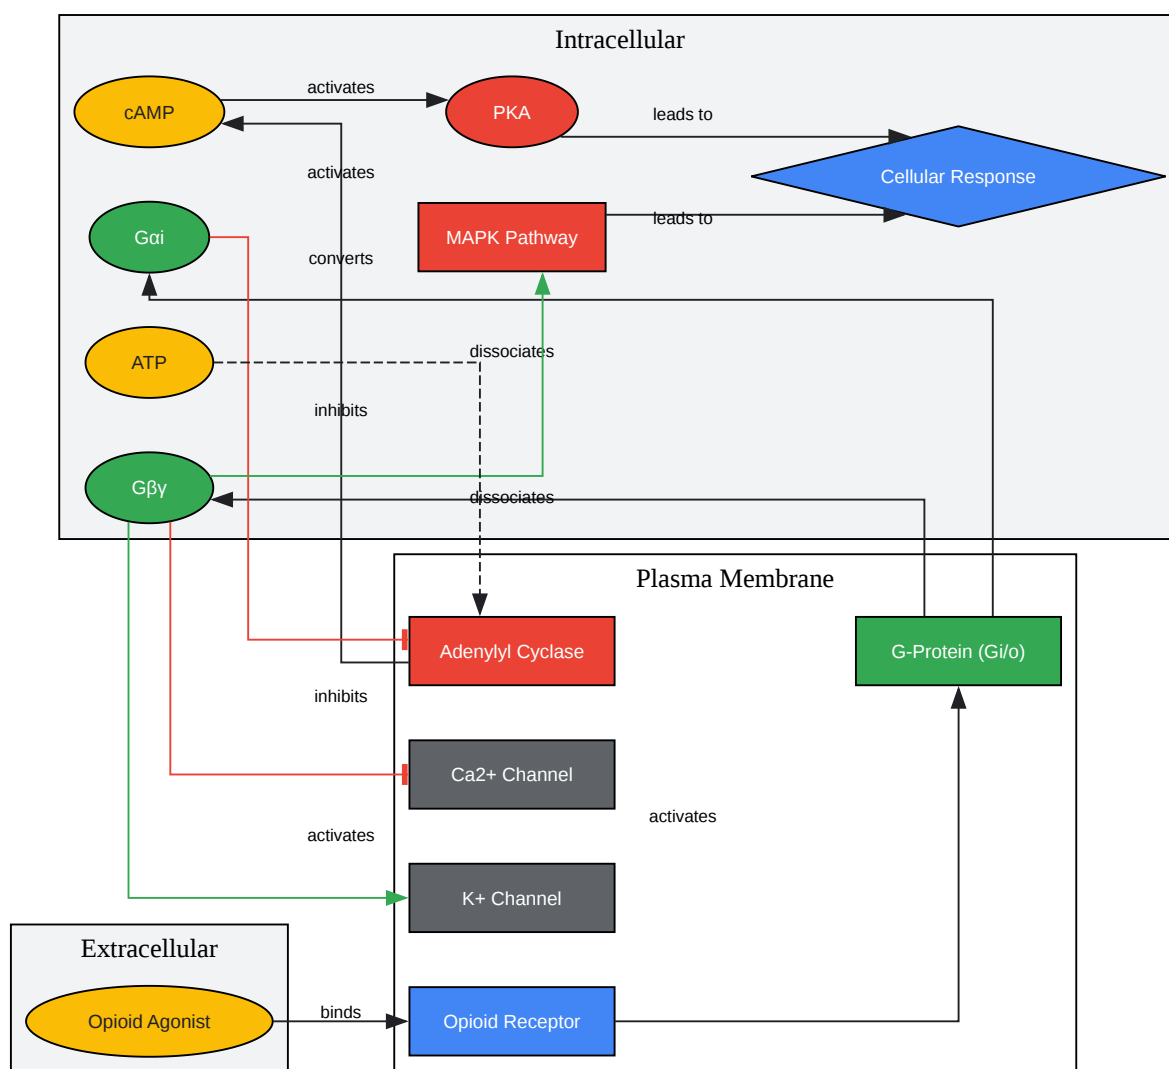 Intracellular
cAMP
activates
PKA
leads to
Cellular Response
activates
Gαi
MAPK Pathway
leads to
converts
ATP
dissociates
inhibits
Gβγ
dissociates
Plasma Membrane
Adenylyl Cyclase
G-Protein (Gi/o)
inhibits
Ca2+ Channel
activates
activates
K+ Channel
Extracellular
Opioid Agonist
binds
Opioid Receptor